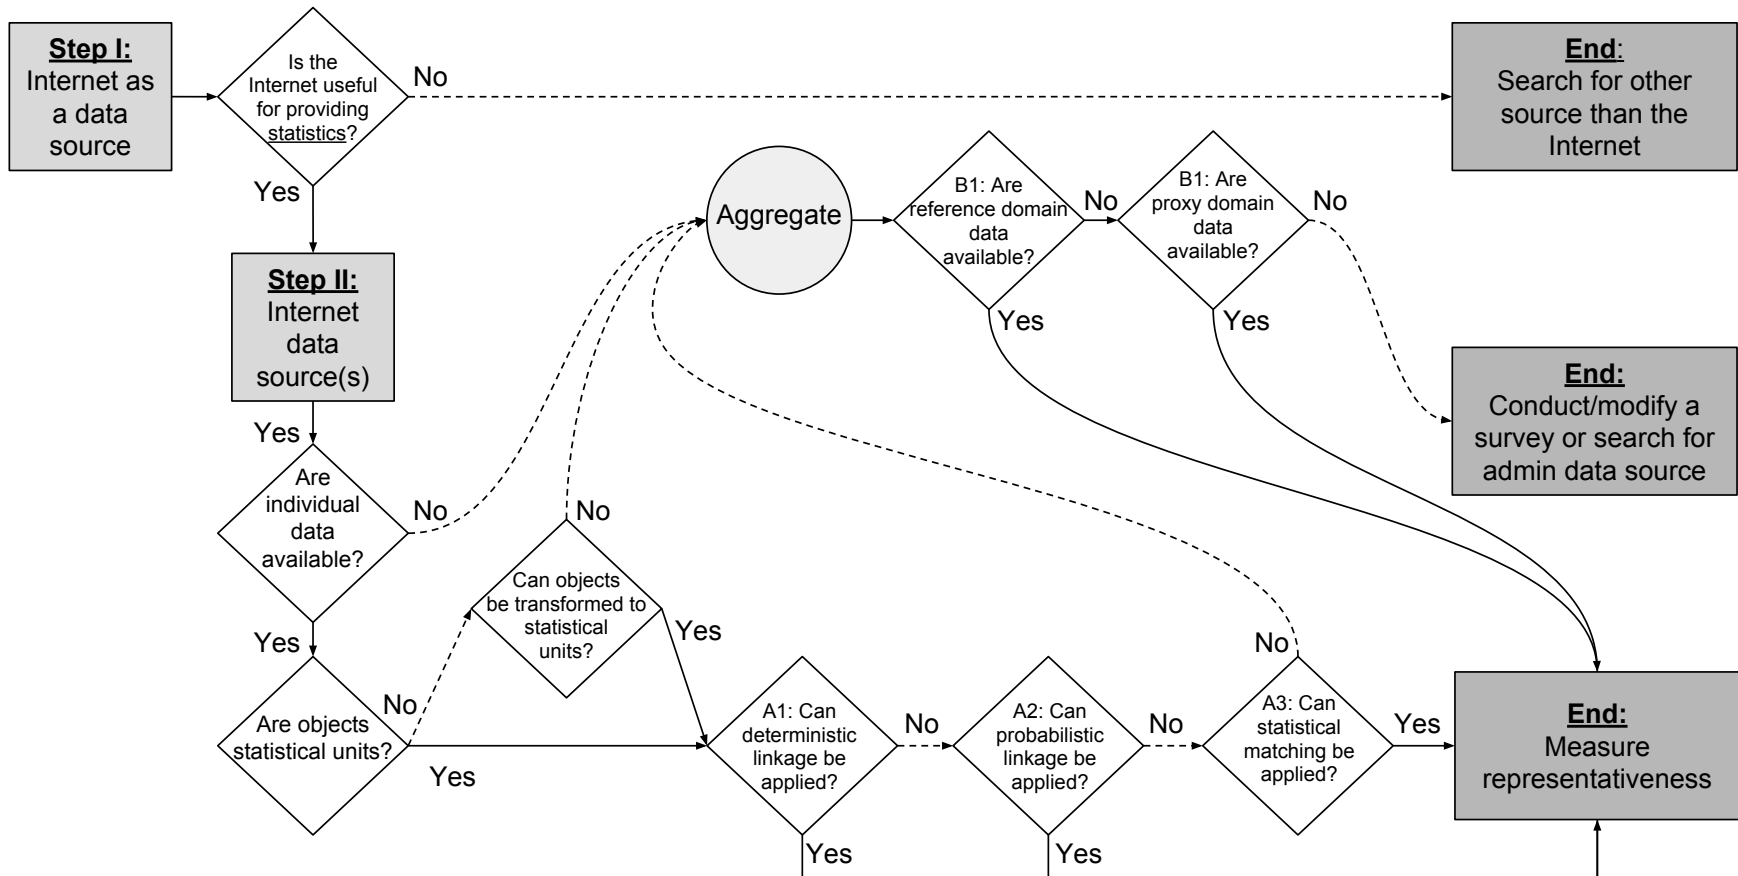 Step I:
Internet as
a data
source
Is the
Internet useful
for providing
statistics?
No
End:
Search for other
source than the
Internet
Yes
Aggregate
B1: Are
reference domain
data
available?
No
B1: Are
proxy domain
data
available?
No
Yes
Yes
Step II:
Internet
data
source(s)
End:
Conduct/modify a
survey or search for
admin data source
Yes
Are
individual
data
available?
No
No
Can objects
be transformed to
statistical
units?
Yes
Yes
Are objects
statistical units?
No
Yes
A1: Can
deterministic
linkage be
applied?
No
A2: Can
probabilistic
linkage be
applied?
No
No
A3: Can
statistical
matching be
applied?
Yes
End:
Measure
representativeness
Yes
Yes